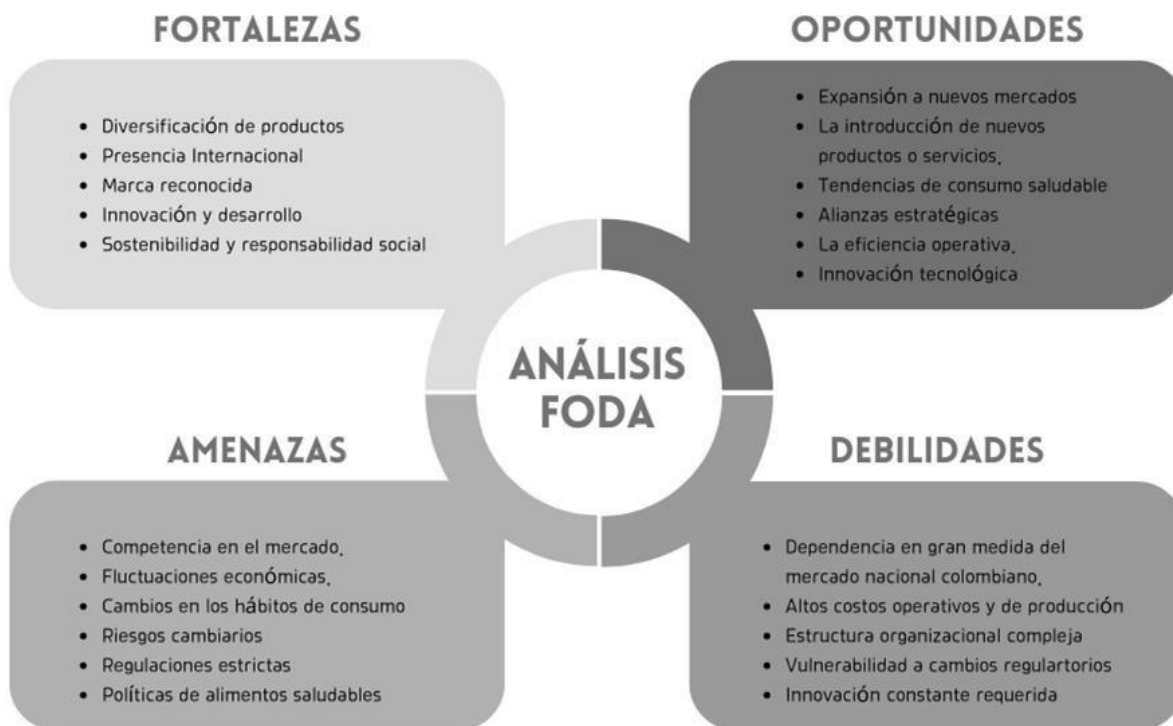 FORTALEZAS
• Diversificación de productos
• Presencia Internacional
• Marca reconocida
• Innovación y desarrollo
• Sostenibilidad y responsabilidad social
OPORTUNIDADES
• Expansión a nuevos mercados
• La introducción de nuevos
productos o servicios.
• Tendencias de consumo saludable
• Alianzas estratégicas
• La eficiencia operativa.
• Innovación tecnológica
ANÁLISIS
FODA
AMENAZAS
• Competencia en el mercado.
• Fluctuaciones económicas.
• Cambios en los hábitos de consumo
• Riesgos cambiarios
• Regulaciones estrictas
• Políticas de alimentos saludables
DEBILIDADES
• Dependencia en gran medida del
mercado nacional colombiano.
• Altos costos operativos y de producción
• Estructura organizacional compleja
• Vulnerabilidad a cambios regulartorios
• Innovación constante requerida